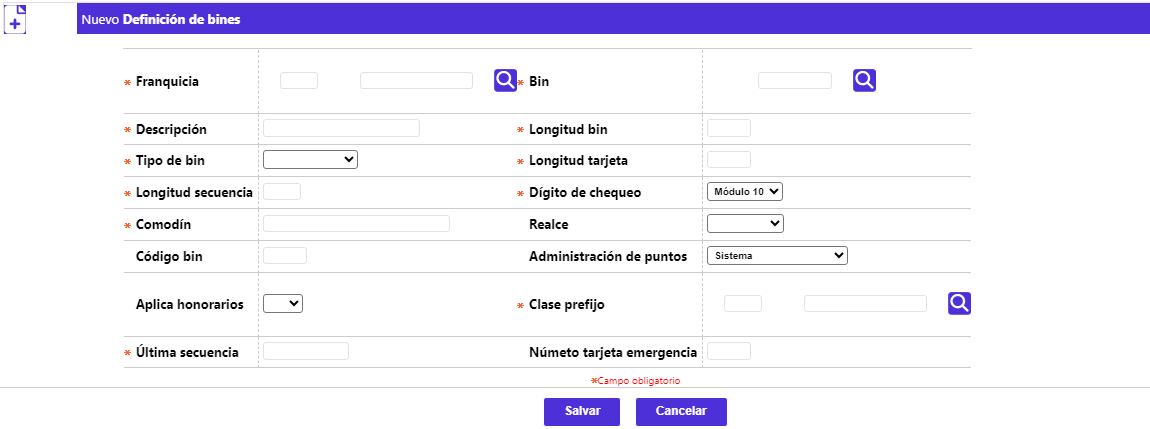 Nuevo Definición de bines
* Franquicia * Bin
* Descripción * Longitud bin
* Tipo de bin * Longitud tarjeta
* Longitud secuencia * Dígito de chequeo Módulo 10
* Comodín Realce
Código bin Administración de puntos Sistema
Aplica honorarios * Clase prefijo
* Última secuencia Númeto tarjeta emergencia
*Campo obligatorio
Salvar Cancelar